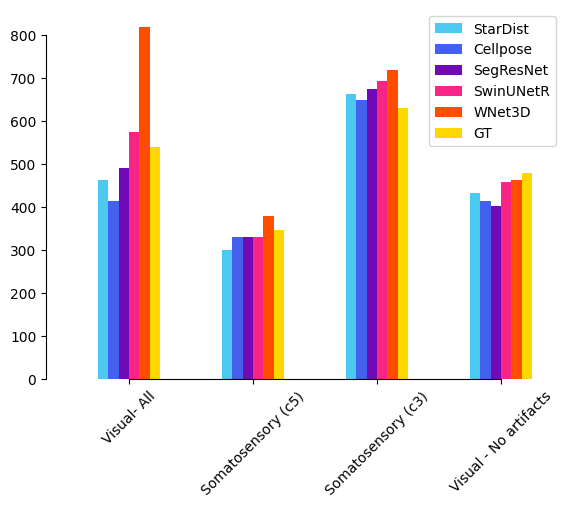 800
700
600
500
400
300
200
100
0
StarDist
Cellpose
SegResNet
SwinUNetR
WNet3D
GT
Visual- All
Somatosensory (c5)
Somatosensory (c3)
Visual - No artifacts